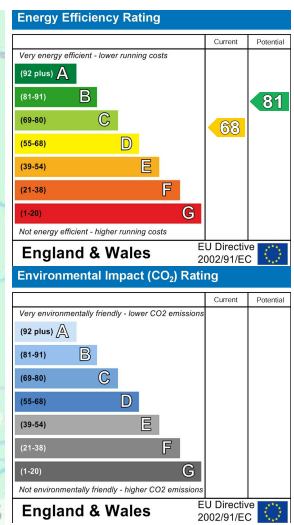 Energy Efficiency Rating
Current Potential
Very energy efficient - lower running costs
(92 plus) A
(81-91) B
81
(69-80) C
68
(55-68) D
(39-54) E
(21-38) F
(1-20) G
Not energy efficient - higher running costs
England & Wales
EU Directive
2002/91/EC
Environmental Impact (CO₂) Rating
Current Potential
Very environmentally friendly - lower CO2 emissions
(92 plus) A
(81-91) B
(69-80) C
(55-68) D
(39-54) E
(21-38) F
(1-20) G
Not environmentally friendly - higher CO2 emissions
England & Wales
EU Directive
2002/91/EC